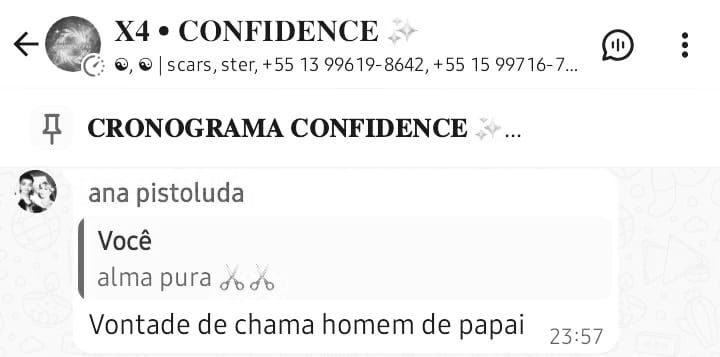 X4 • CONFIDENCE ✨
☯, ☯ | scars, ster, +55 13 99619-8642, +55 15 99716-7...
CRONOGRAMA CONFIDENCE ✨...
ana pistoluda
Você
alma pura ✂✂
Vontade de chama homem de papai
23:57